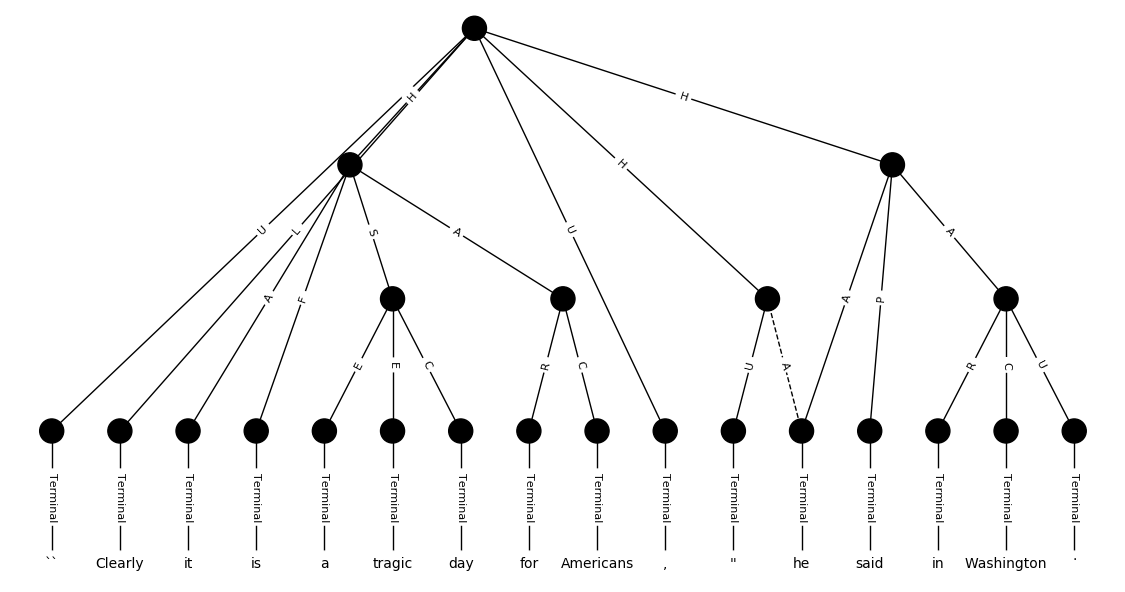 H H
H
U L S A U A
A F A P
E E C R C U A R C U
Terminal Terminal Terminal Terminal Terminal Terminal Terminal Terminal Terminal Terminal Terminal Terminal Terminal Terminal Terminal Terminal
`` Clearly it is a tragic day for Americans , " he said in Washington .